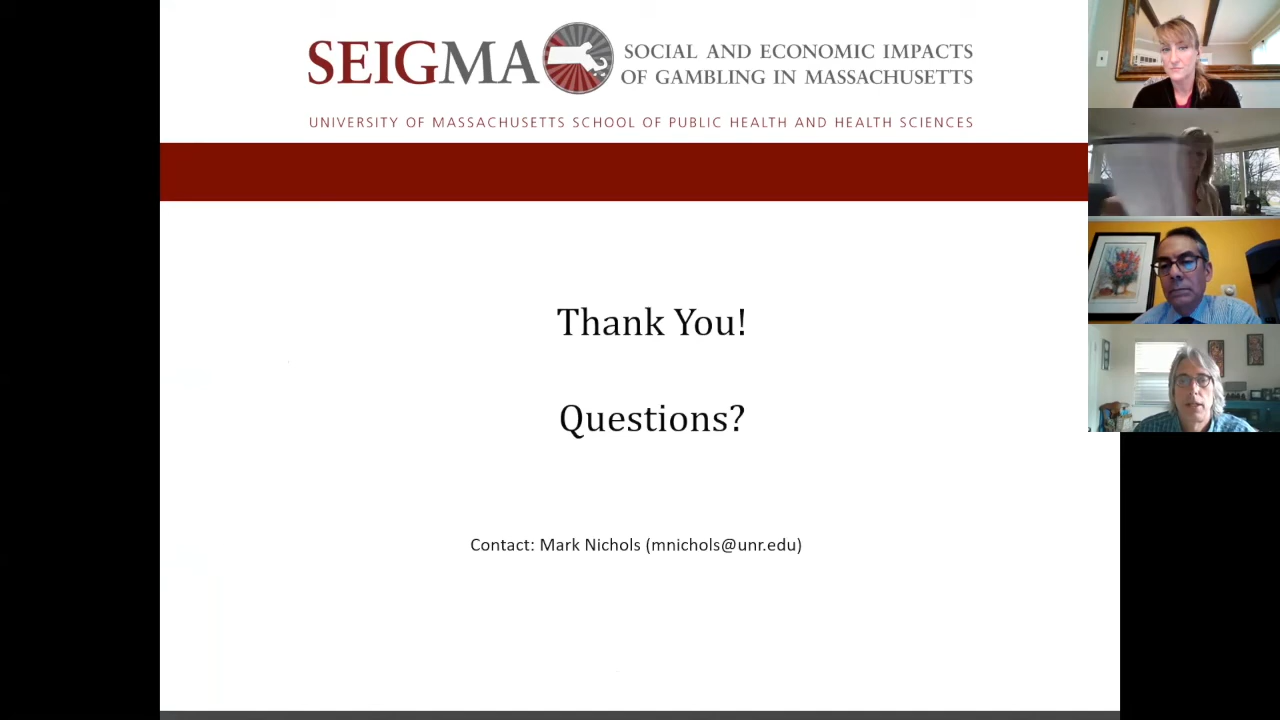 SEIGMA
SOCIAL AND ECONOMIC IMPACTS
OF GAMBLING IN MASSACHUSETTS
UNIVERSITY OF MASSACHUSETTS SCHOOL OF PUBLIC HEALTH AND HEALTH SCIENCES
Thank You!
Questions?
Contact: Mark Nichols (mnichols@unr.edu)